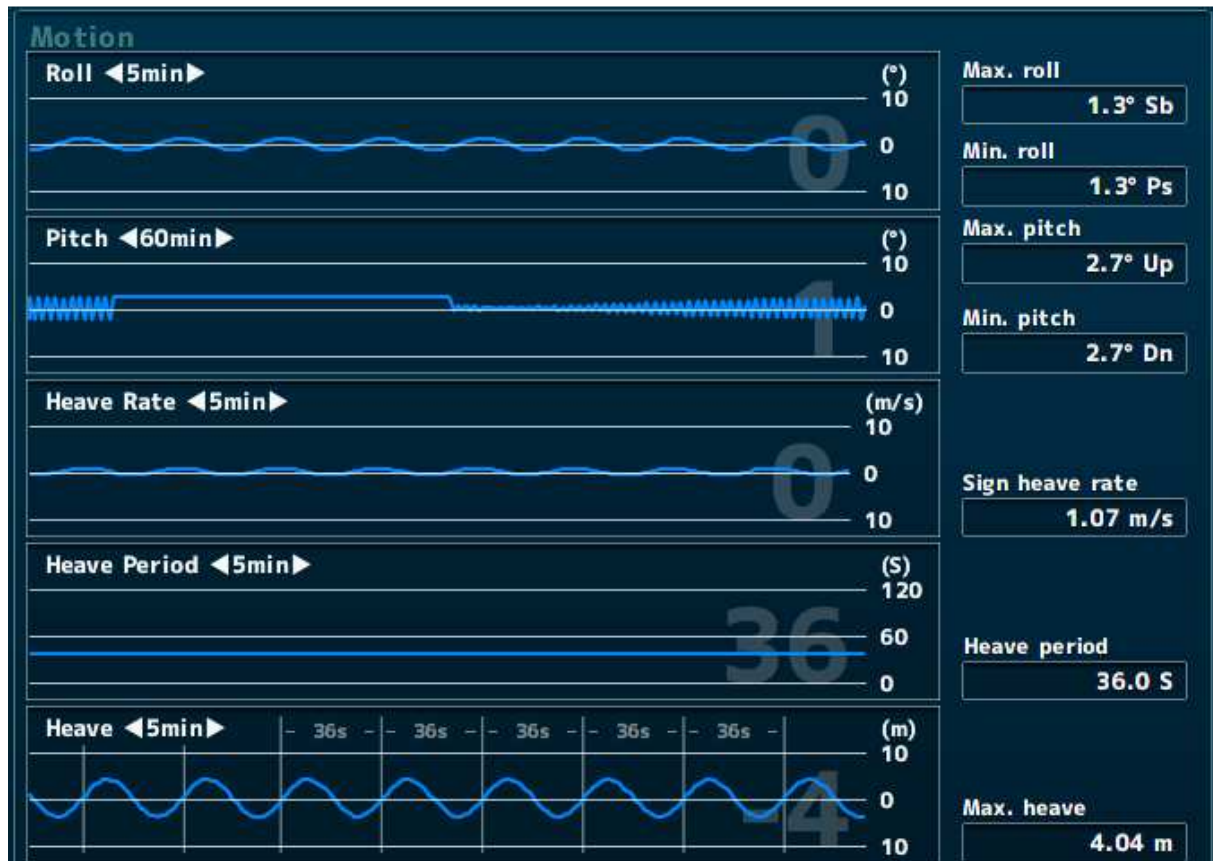 Motion
Roll ◀5min▶ (°)
10
0
10
0
Max. roll
1.3° Sb
Min. roll
1.3° Ps
Pitch ◀60min▶ (°)
10
0
10
1
Max. pitch
2.7° Up
Min. pitch
2.7° Dn
Heave Rate ◀5min▶ (m/s)
10
0
10
0
Sign heave rate
1.07 m/s
Heave Period ◀5min▶ (S)
120
60
0
36
Heave period
36.0 S
Heave ◀5min▶ - 36s - - 36s - - 36s - - 36s - - 36s - (m)
10
0
10
-4
Max. heave
4.04 m